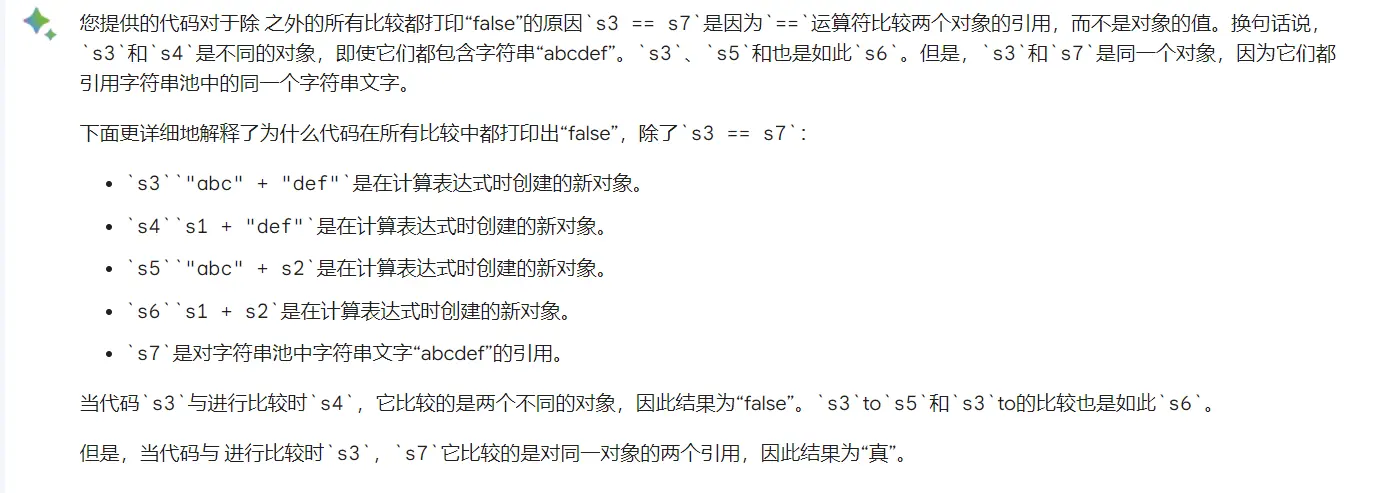 您提供的代码对于除 之外的所有比较都打印“false”的原因`s3 == s7`是因为`==`运算符比较两个对象的引用，而不是对象的值。换句话说，
`s3`和`s4`是不同的对象，即使它们都包含字符串“abcdef”。`s3`、`s5`和也是如此`s6`。但是，`s3`和`s7`是同一个对象，因为它们都
引用字符串池中的同一个字符串文字。
下面更详细地解释了为什么代码在所有比较中都打印出“false”，除了`s3 == s7`：
• `s3``"abc" + "def"`是在计算表达式时创建的新对象。
• `s4``s1 + "def"`是在计算表达式时创建的新对象。
• `s5``"abc" + s2`是在计算表达式时创建的新对象。
• `s6``s1 + s2`是在计算表达式时创建的新对象。
• `s7`是对字符串池中字符串文字“abcdef”的引用。
当代码`s3`与进行比较时`s4`，它比较的是两个不同的对象，因此结果为“false”。`s3`to`s5`和`s3`to的比较也是如此`s6`。
但是，当代码与 进行比较时`s3`，`s7`它比较的是对同一对象的两个引用，因此结果为“真”。